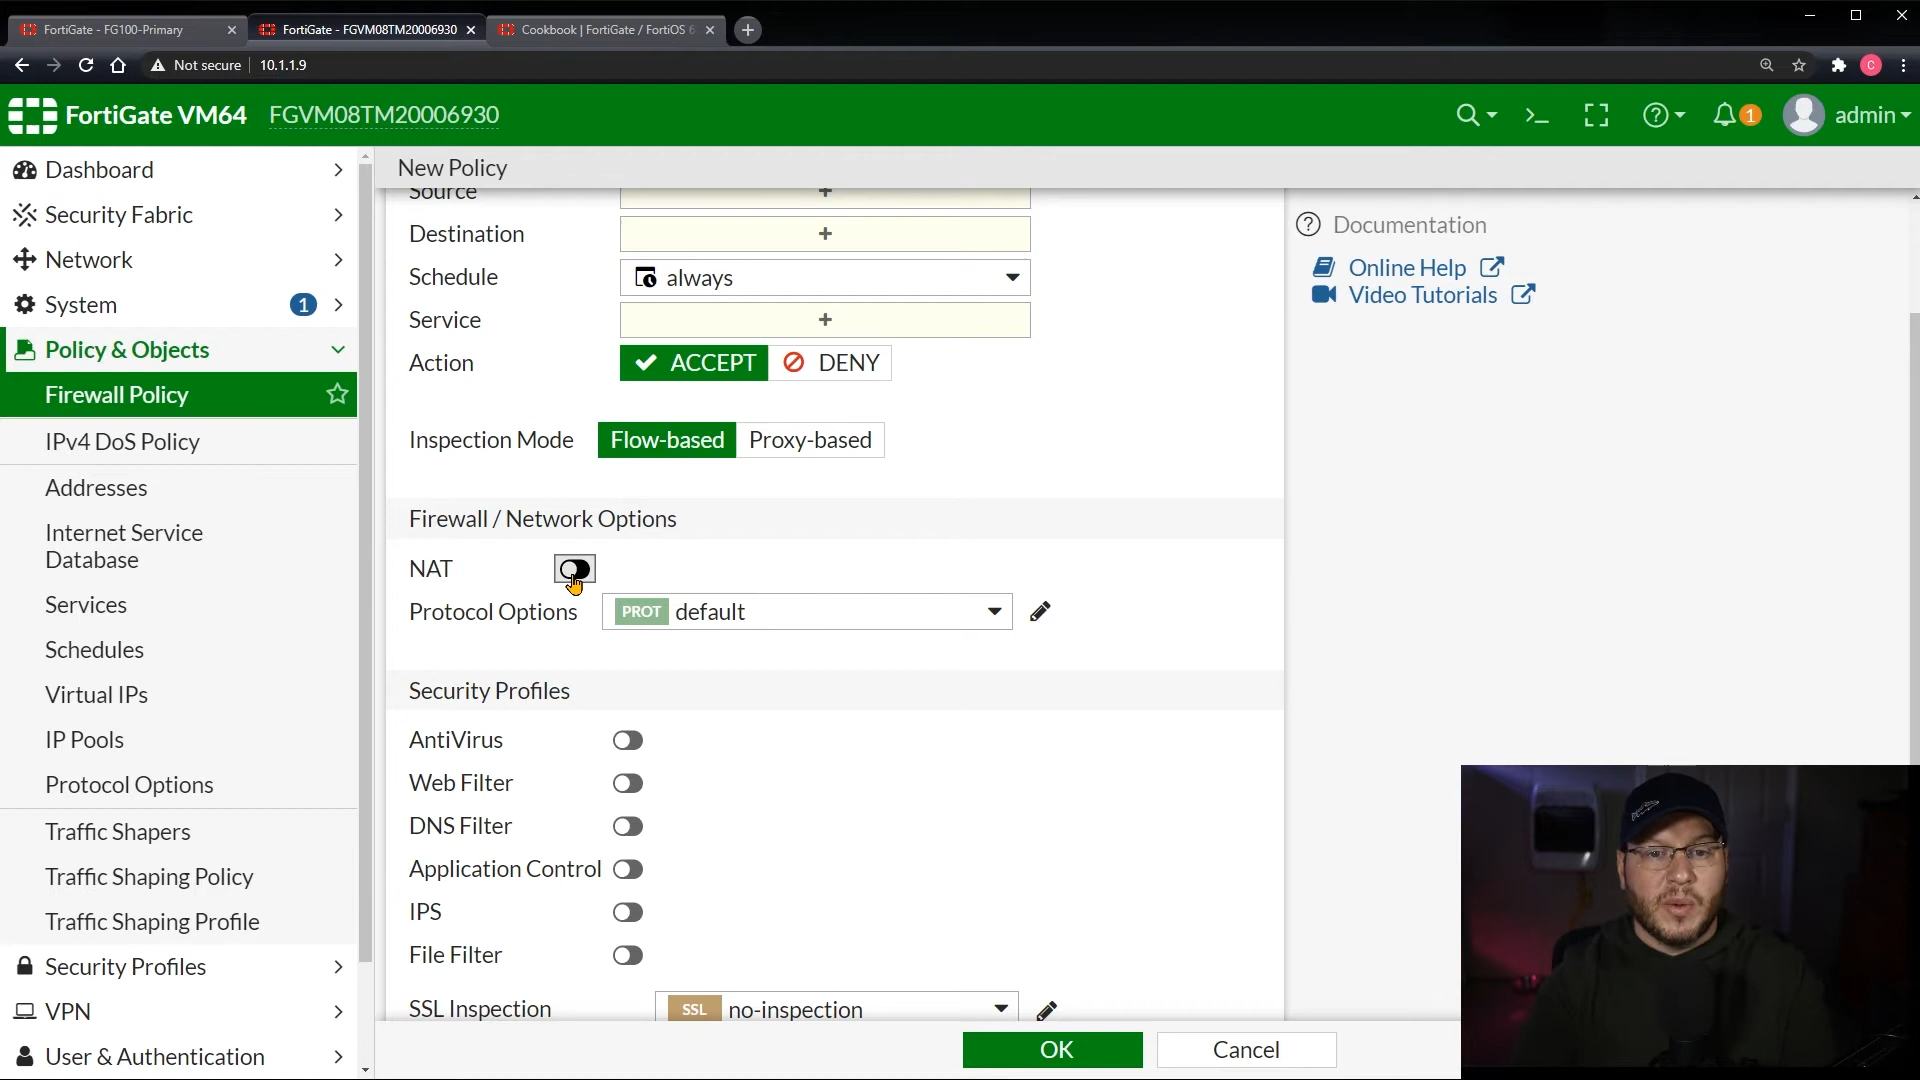 FortiGate - FG100-Primary
FortiGate - FGVM08TM20006930
Cookbook | FortiGate / FortiOS 6
Not secure
10.1.1.9
C
FortiGate VM64
FGVM08TM20006930
1
admin
Dashboard
Security Fabric
Network
System
1
Policy & Objects
Firewall Policy
IPv4 DoS Policy
Addresses
Internet Service
Database
Services
Schedules
Virtual IPs
IP Pools
Protocol Options
Traffic Shapers
Traffic Shaping Policy
Traffic Shaping Profile
Security Profiles
VPN
User & Authentication
New Policy
Source
Destination
Schedule
always
Service
Action
ACCEPT
DENY
Inspection Mode
Flow-based
Proxy-based
Firewall / Network Options
NAT
Protocol Options
PROT default
Security Profiles
AntiVirus
Web Filter
DNS Filter
Application Control
IPS
File Filter
SSL Inspection
SSL no-inspection
OK
Cancel
Documentation
Online Help
Video Tutorials